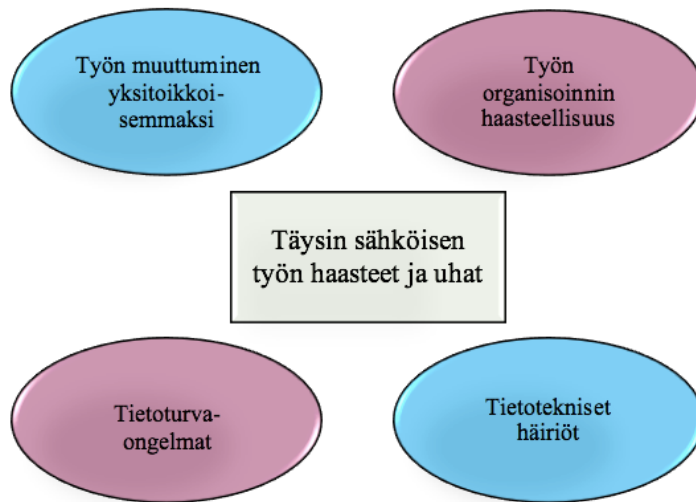 Työn muuttuminen
yksitoikkoi-
semmaksi
Työn
organisoinnin
haasteellisuus
Täysin sähköisen
työn haasteet ja uhat
Tietoturva-
ongelmat
Tietotekniset
häiriöt